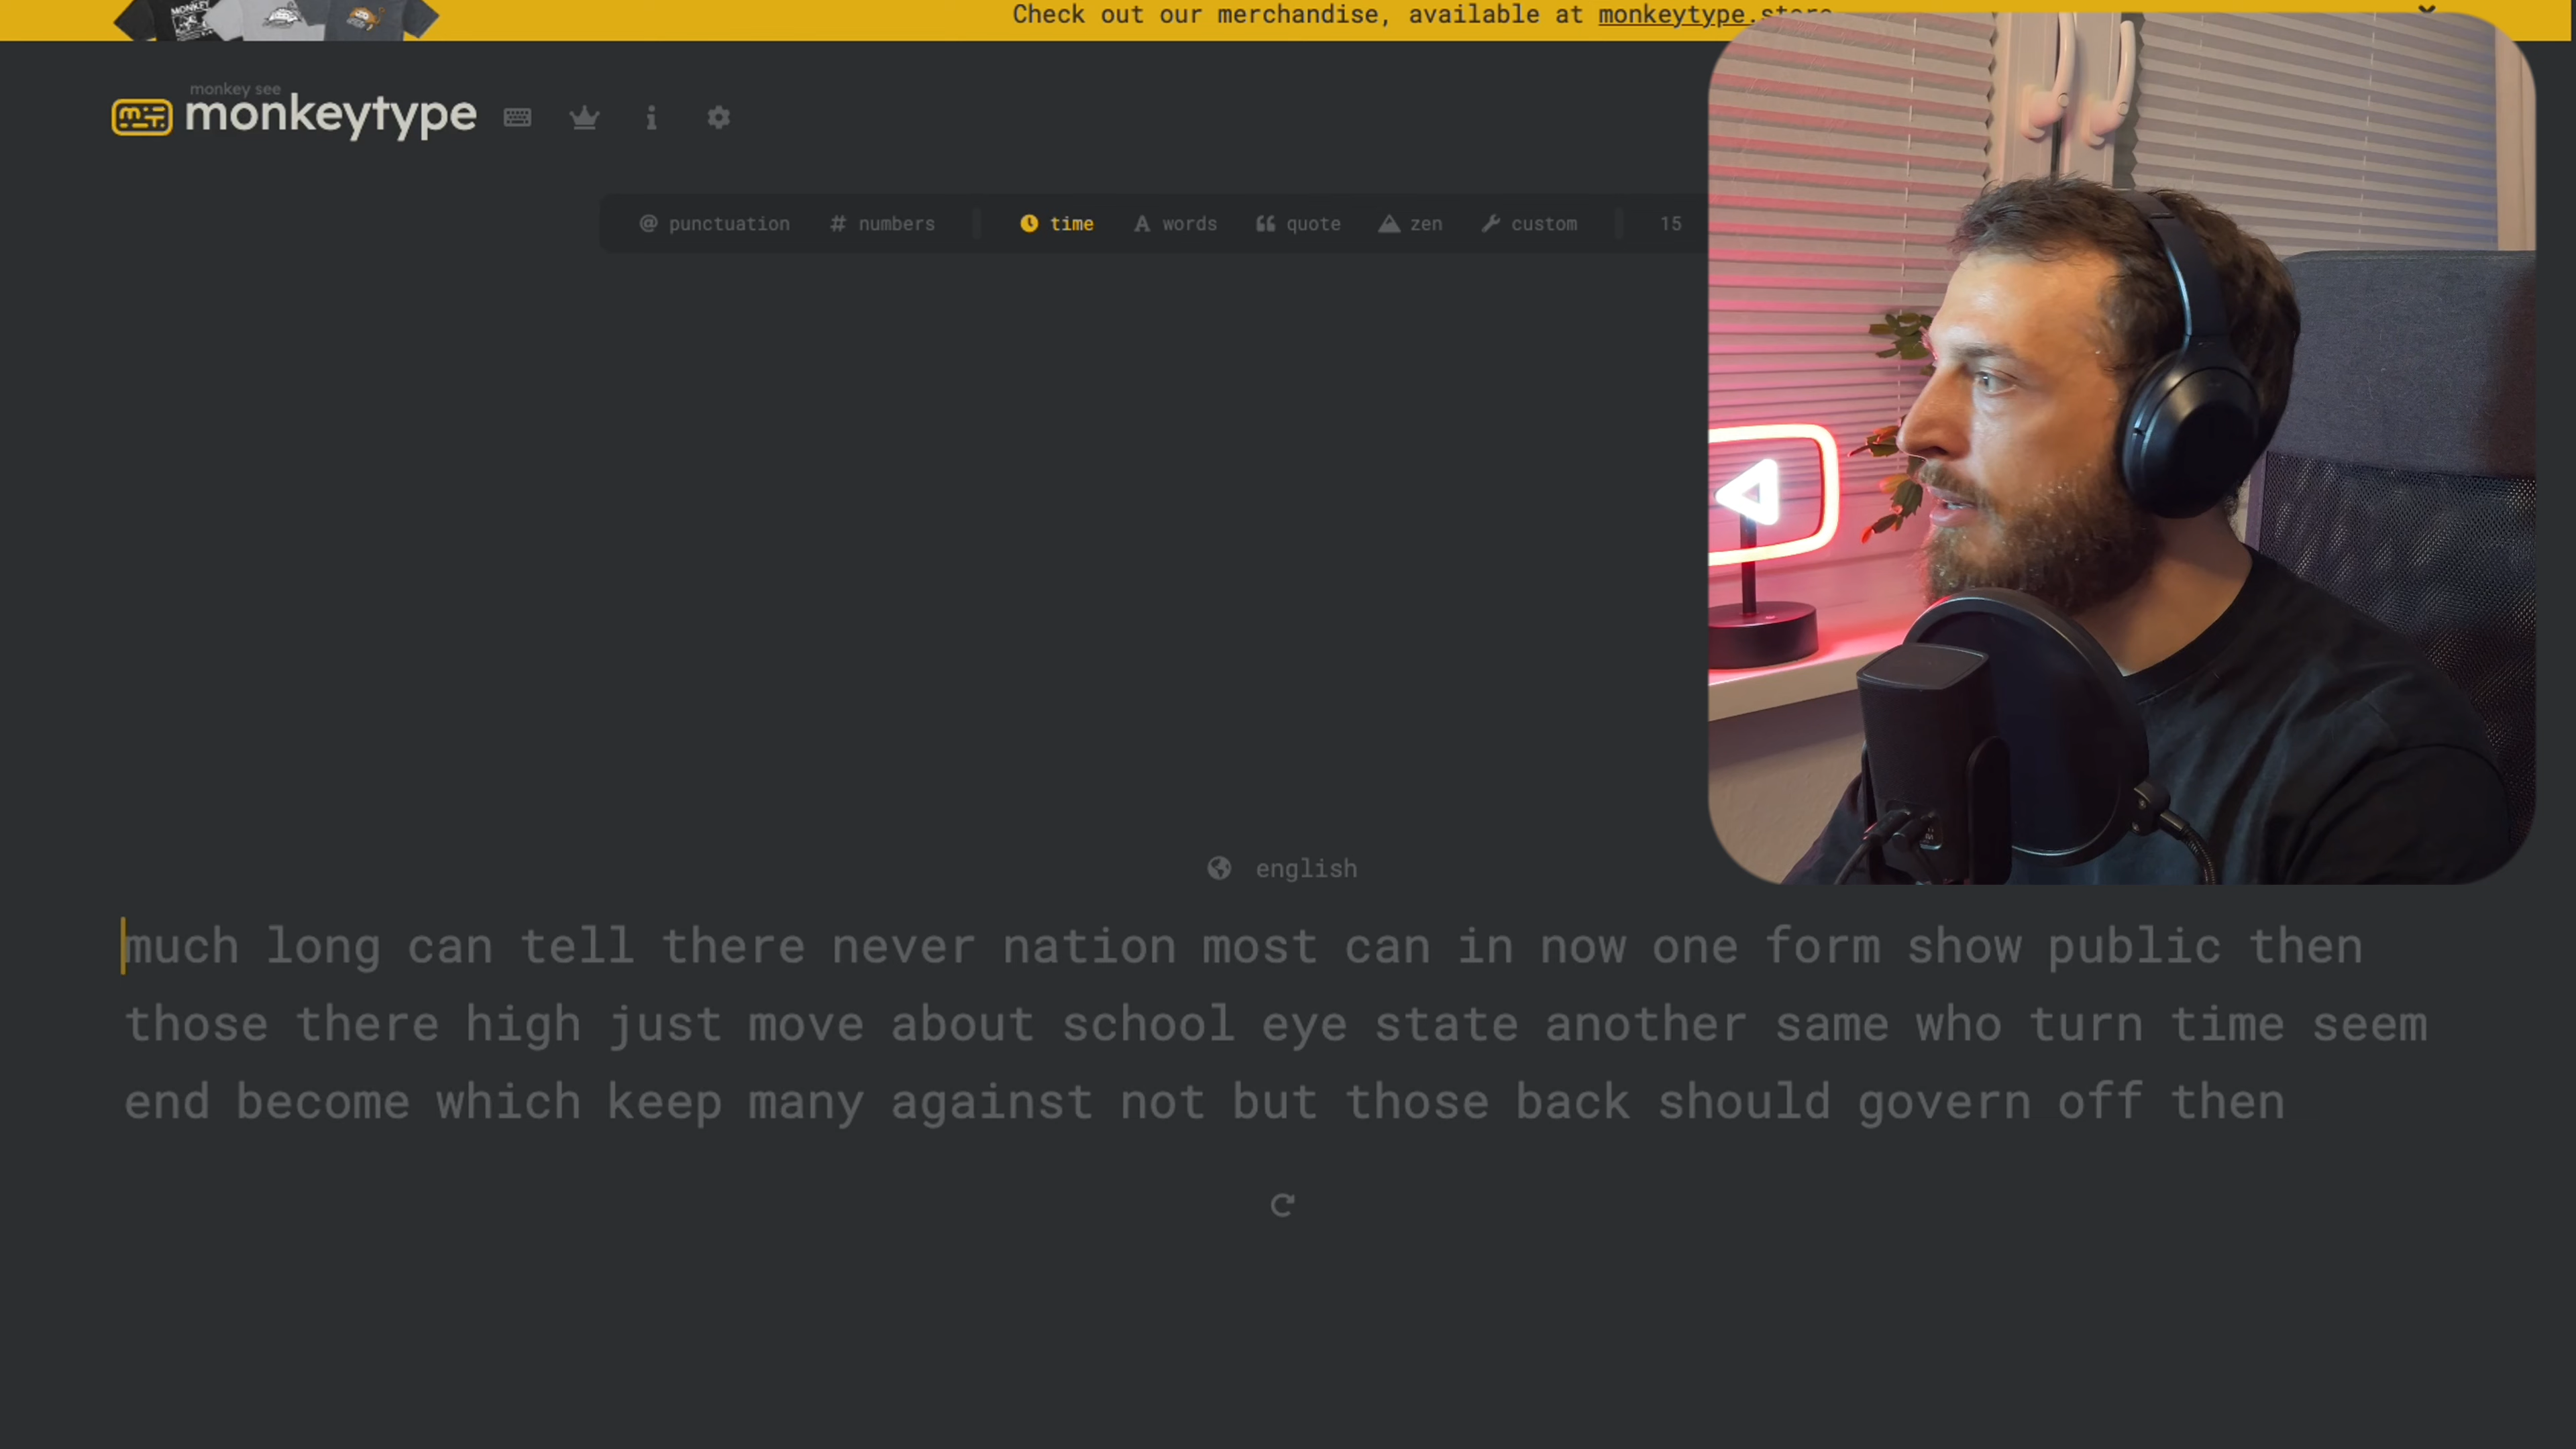 MONKEY
Check out our merchandise, available at monkeytype.store
monkey see
monkeytype
@ punctuation # numbers time A words quote zen custom 15
english
much long can tell there never nation most can in now one form show public then
those there high just move about school eye state another same who turn time seem
end become which keep many against not but those back should govern off then